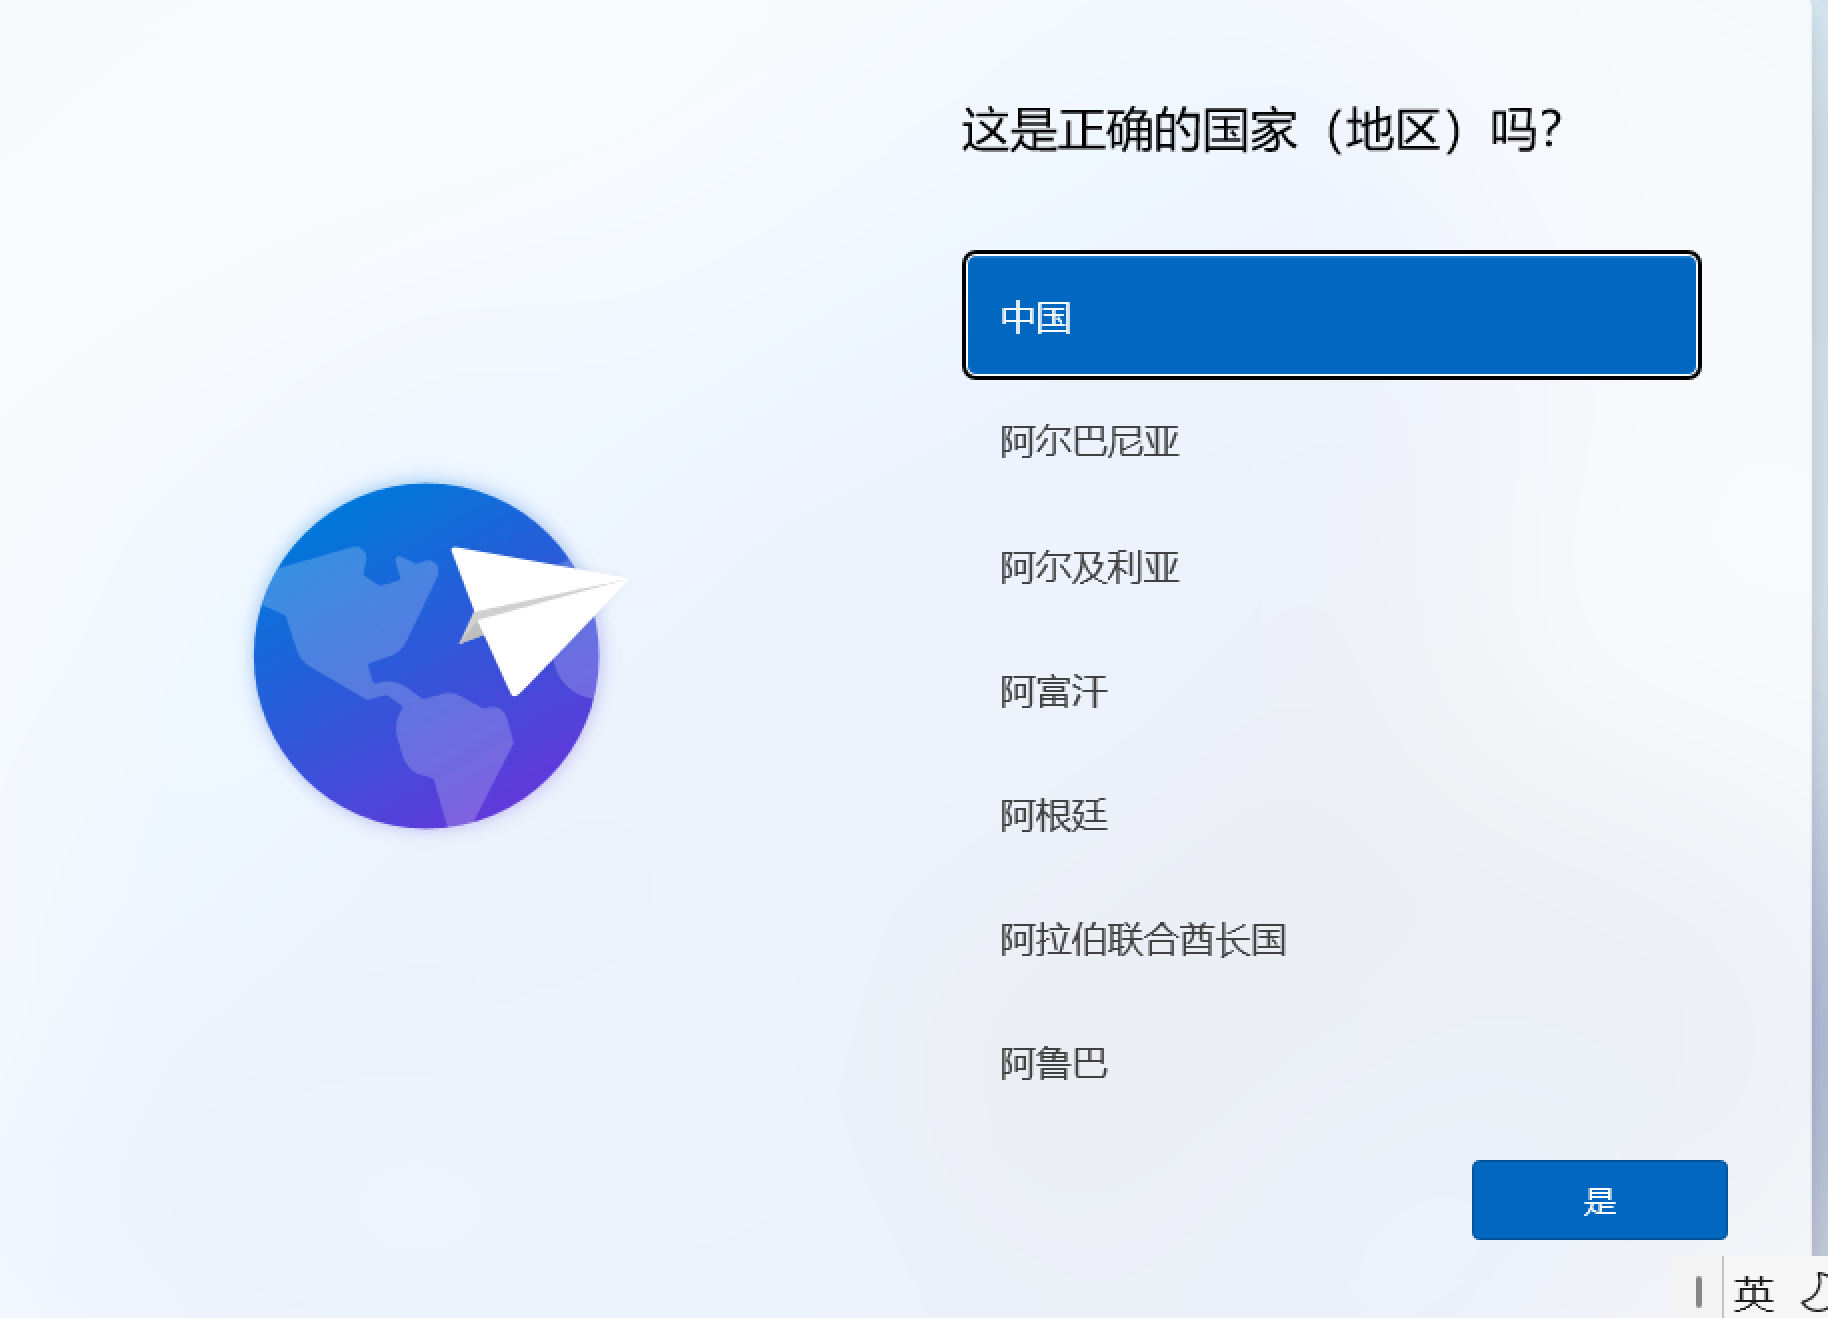 这是正确的国家（地区）吗？
中国
阿尔巴尼亚
阿尔及利亚
阿富汗
阿根廷
阿拉伯联合酋长国
阿鲁巴
是
英